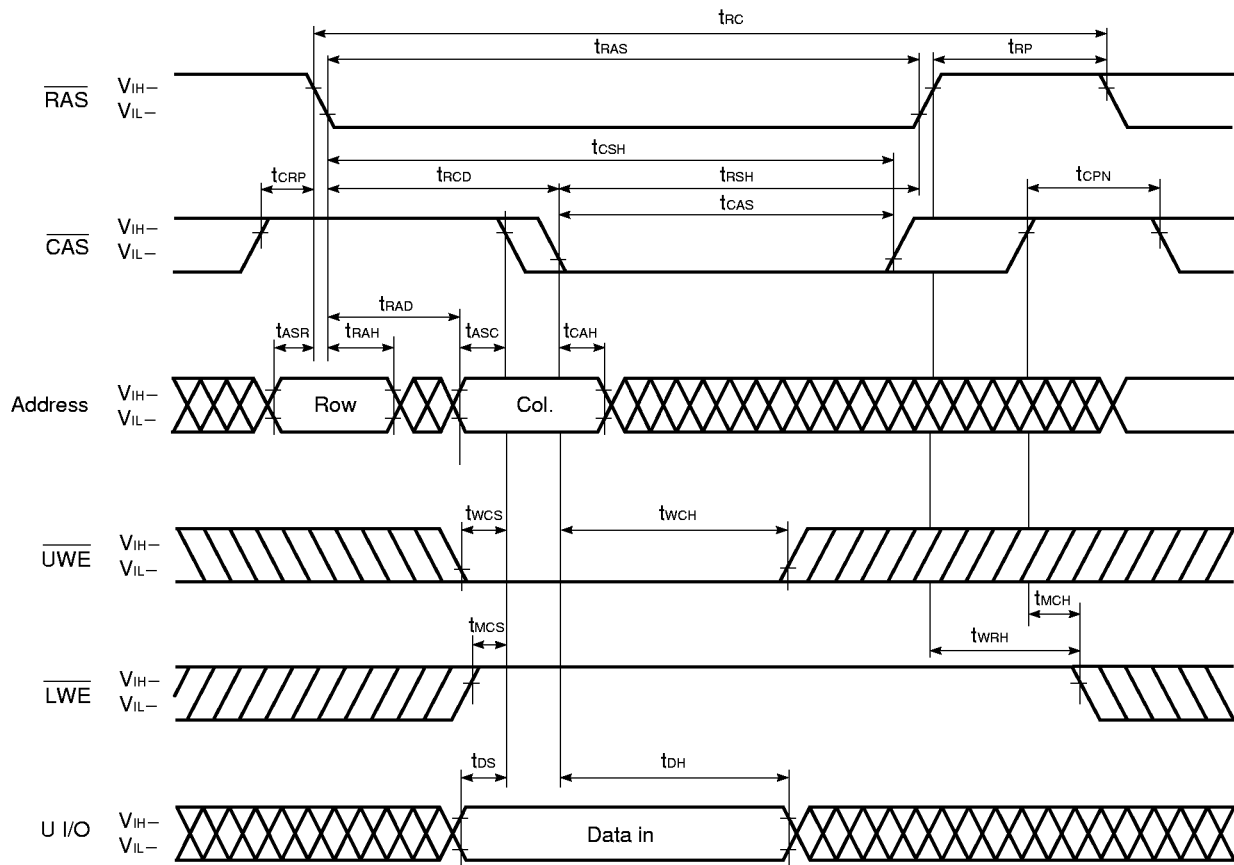 tRC
tRAS tRP
RAS VIH–
VIL–
tCSH
tCRP tRCD tRSH tCPN
tCAS
CAS VIH–
VIL–
tRAD
tASR tRAH tASC tCAH
Address VIH– Row Col.
VIL–
tWCS tWCH
UWE VIH–
VIL–
tMCH
tMCS tWRH
LWE VIH–
VIL–
tDS tDH
U I/O VIH– Data in
VIL–